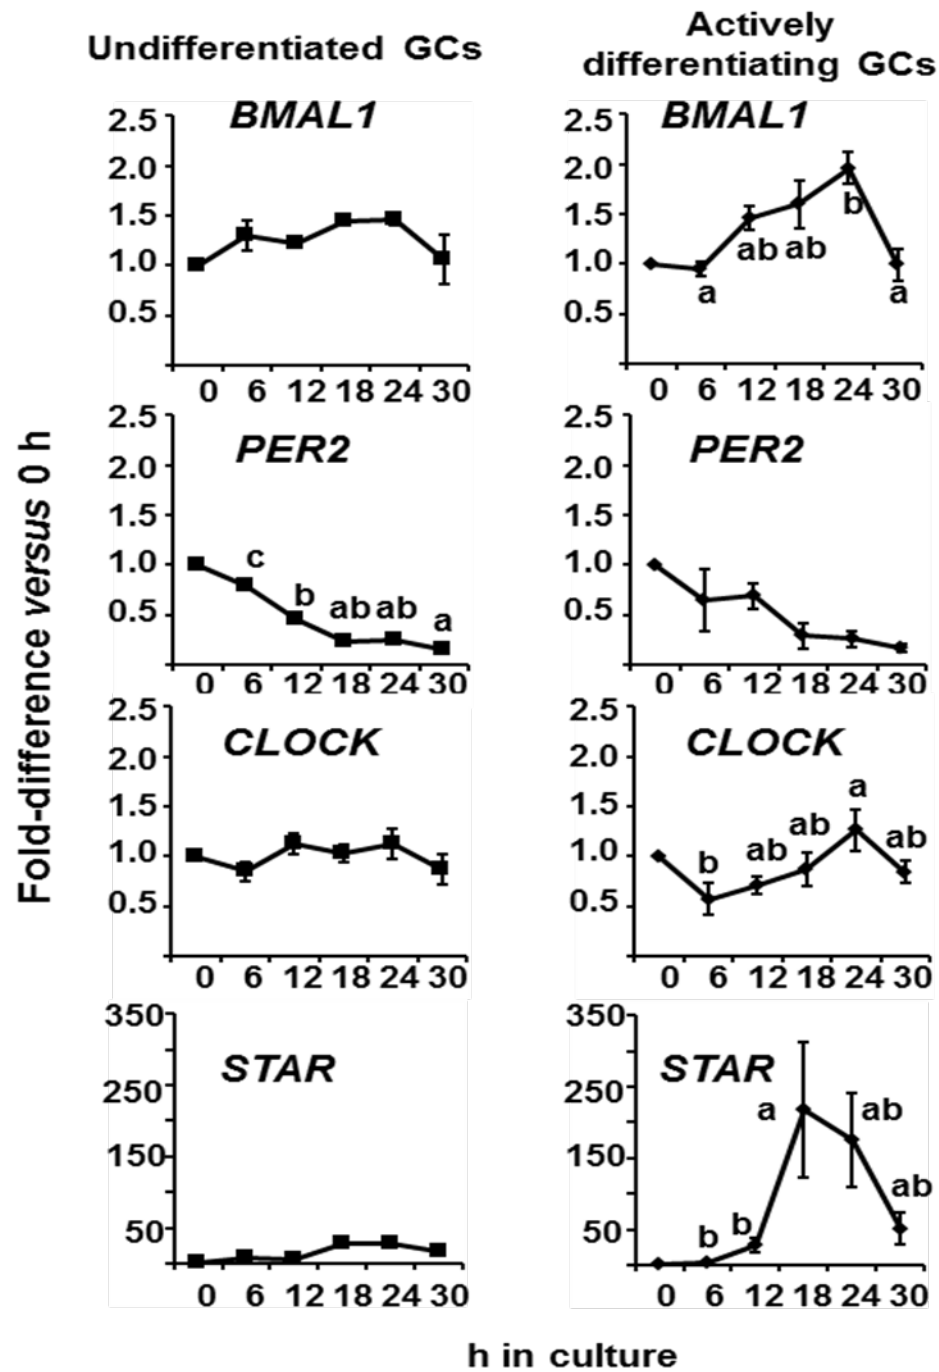 Undifferentiated GCs
Actively
differentiating GCs
Fold-difference versus 0 h
BMAL1
2.5
2.0
1.5
1.0
0.5
0 6 12 18 24 30
BMAL1
2.5
2.0
1.5
1.0
0.5
a ab ab b a
0 6 12 18 24 30
PER2
2.5
2.0
1.5
1.0
0.5
c b ab ab a
0 6 12 18 24 30
PER2
2.5
2.0
1.5
1.0
0.5
0 6 12 18 24 30
CLOCK
2.5
2.0
1.5
1.0
0.5
0 6 12 18 24 30
CLOCK
2.5
2.0
1.5
1.0
0.5
b ab ab a ab
0 6 12 18 24 30
STAR
350
250
150
50
0 6 12 18 24 30
STAR
350
250
150
50
b b a ab ab
0 6 12 18 24 30
h in culture